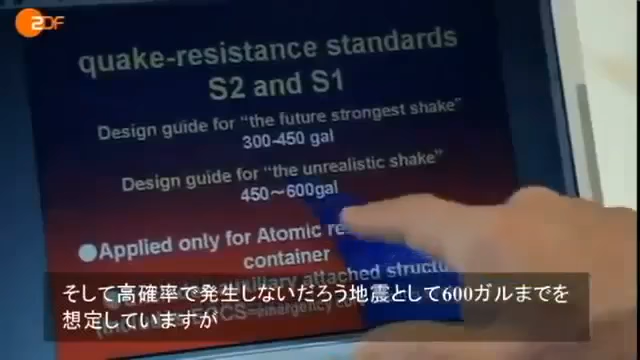 ZDF
quake-resistance standards
S2 and S1
Design guide for “the future strongest shake”
300-450 gal
Design guide for “the unrealistic shake”
450～600gal
●Applied only for Atomic re
container
attached structu
そして高確率で発生しないだろう地震として600ガルまでを
想定していますが